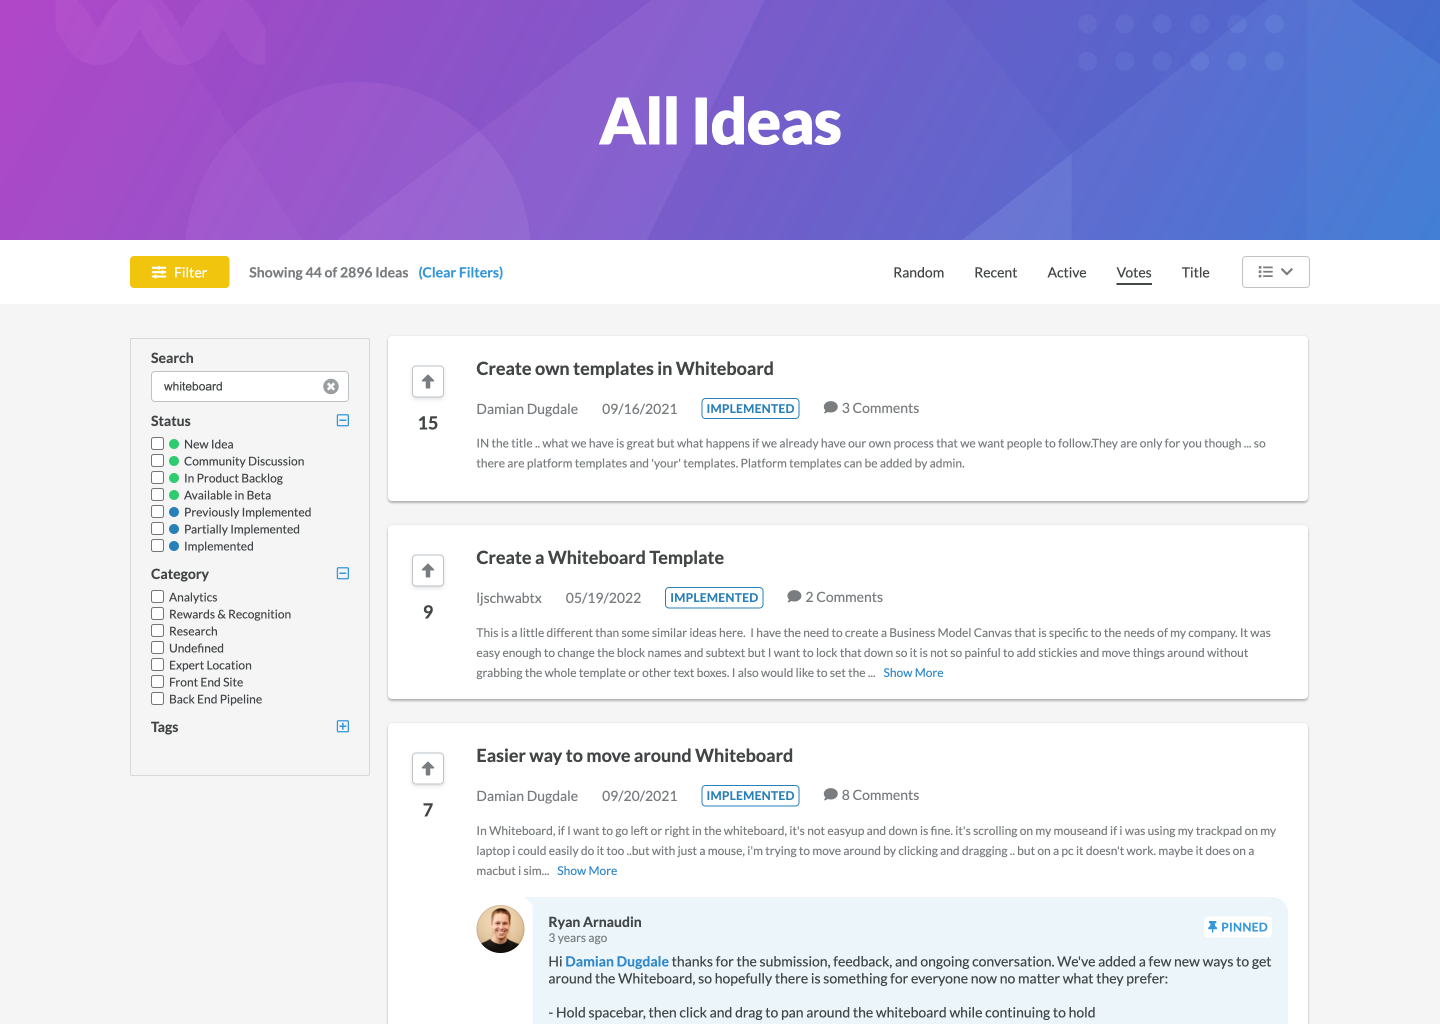 All Ideas
Filter
Showing 44 of 2896 Ideas (Clear Filters)
Random Recent Active Votes Title
Search
whiteboard
Status
New Idea
Community Discussion
In Product Backlog
Available in Beta
Previously Implemented
Partially Implemented
Implemented
Category
Analytics
Rewards & Recognition
Research
Undefined
Expert Location
Front End Site
Back End Pipeline
Tags
Create own templates in Whiteboard
15
Damian Dugdale 09/16/2021 IMPLEMENTED 3 Comments
IN the title .. what we have is great but what happens if we already have our own process that we want people to follow.They are only for you though ... so
there are platform templates and 'your' templates. Platform templates can be added by admin.
Create a Whiteboard Template
9
ljschwabtx 05/19/2022 IMPLEMENTED 2 Comments
This is a little different than some similar ideas here.  I have the need to create a Business Model Canvas that is specific to the needs of my company. It was
easy enough to change the block names and subtext but I want to lock that down so it is not so painful to add stickies and move things around without
grabbing the whole template or other text boxes. I also would like to set the ... Show More
Easier way to move around Whiteboard
7
Damian Dugdale 09/20/2021 IMPLEMENTED 8 Comments
In Whiteboard, if I want to go left or right in the whiteboard, it's not easyup and down is fine. it's scrolling on my mouseand if i was using my trackpad on my
laptop i could easily do it too ..but with just a mouse, i'm trying to move around by clicking and dragging .. but on a pc it doesn't work. maybe it does on a
macbut i sim... Show More
Ryan Arnaudin
3 years ago
PINNED
Hi Damian Dugdale thanks for the submission, feedback, and ongoing conversation. We've added a few new ways to get
around the Whiteboard, so hopefully there is something for everyone now no matter what they prefer:
- Hold spacebar, then click and drag to pan around the whiteboard while continuing to hold